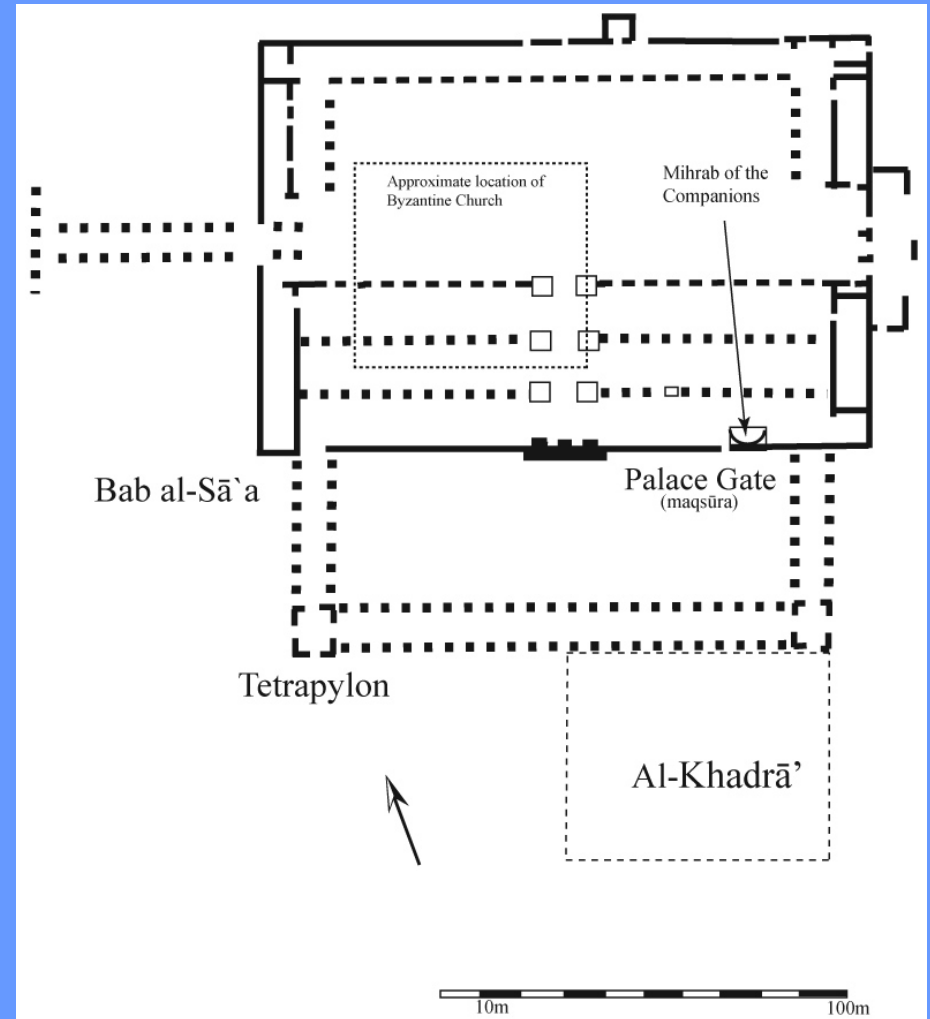 Approximate location of
Byzantine Church
Mihrab of the
Companions
Bab al-Sā`a
Palace Gate
(maqsūra)
Tetrapylon
Al-Khadrā’
10m
100m